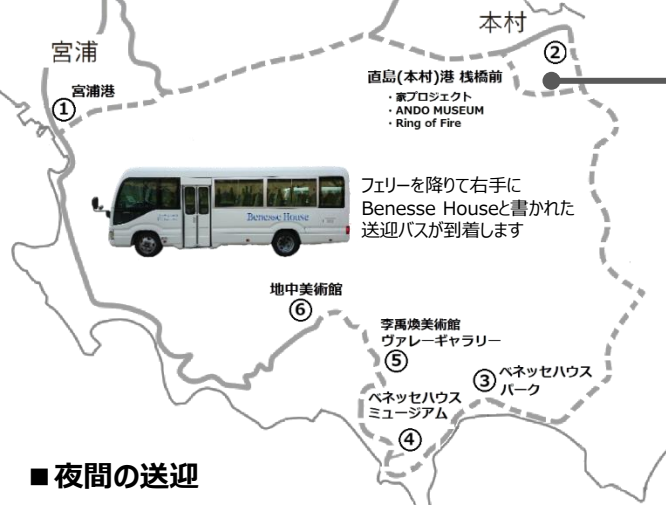 本村
宮浦
②
直島(本村)港 桟橋前
・家プロジェクト
・ANDO MUSEUM
・Ring of Fire
宮浦港
①
フェリーを降りて右手に
Benesse Houseと書かれた
送迎バスが到着します
Benesse House
地中美術館
⑥
李禹煥美術館
ヴァレーギャラリー
⑤
③
ベネッセハウス
パーク
ベネッセハウス
ミュージアム
④
■夜間の送迎